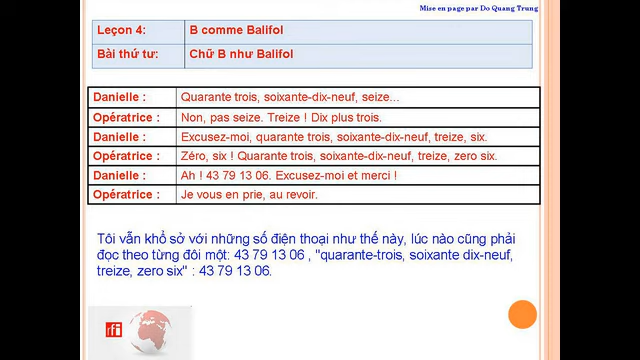 Mise en page par Do Quang Trung
Leçon 4: B comme Balifol
Bài thứ tư: Chữ B như Balifol
Danielle : Quarante trois, soixante-dix-neuf, seize...
Opératrice : Non, pas seize. Treize ! Dix plus trois.
Danielle : Excusez-moi, quarante trois, soixante-dix-neuf, treize, six.
Opératrice : Zéro, six ! Quarante trois, soixante-dix-neuf, treize, zero six.
Danielle : Ah ! 43 79 13 06. Excusez-moi et merci !
Opératrice : Je vous en prie, au revoir.
Tôi vẫn khổ sở với những số điện thoại như thế này, lúc nào cũng phải
đọc theo từng đôi một: 43 79 13 06 , "quarante-trois, soixante dix-neuf,
treize, zero six" : 43 79 13 06.
rfi